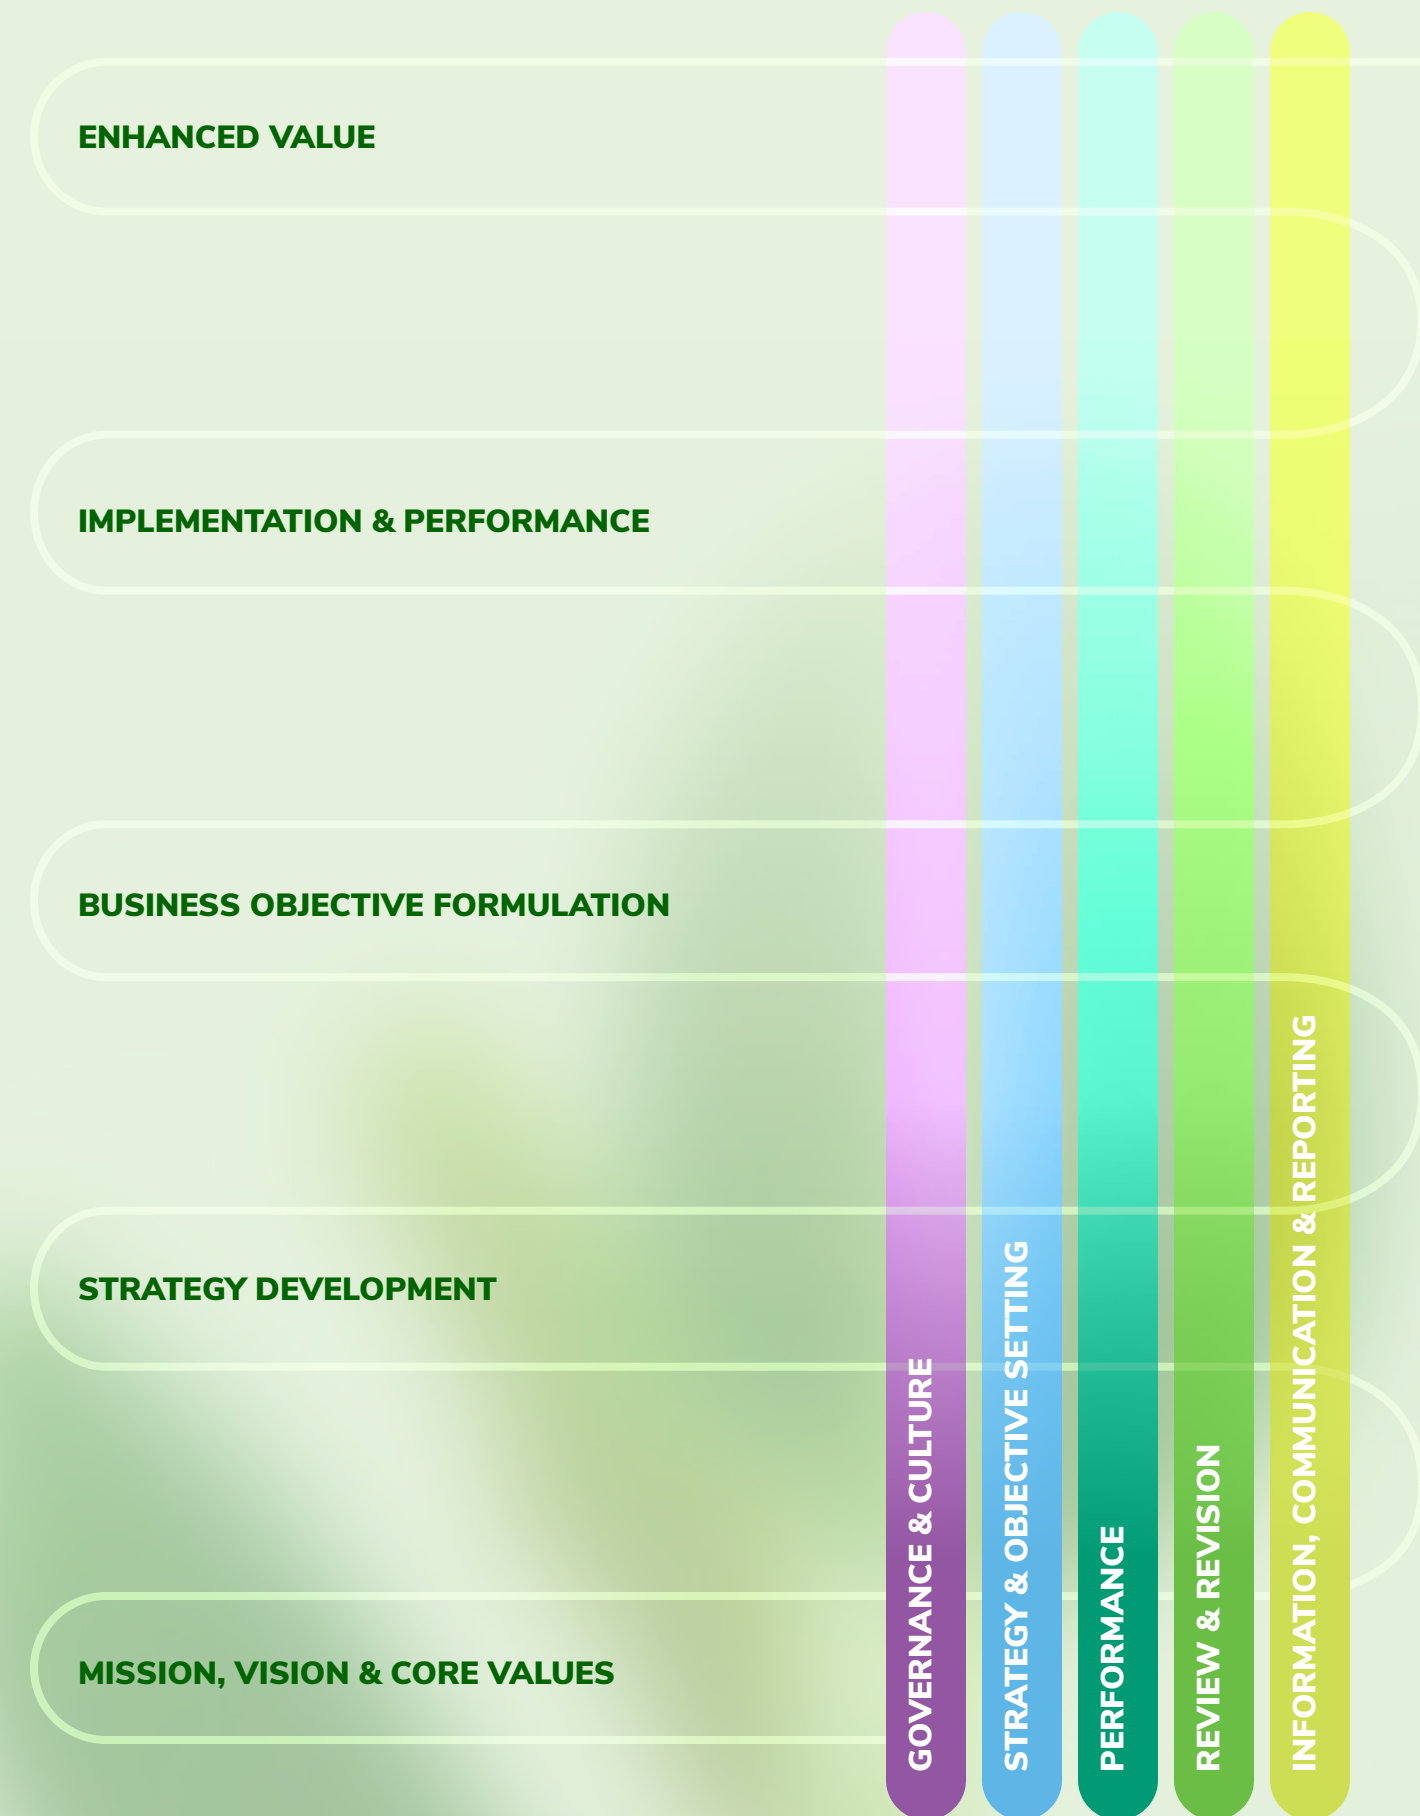 ENHANCED VALUE
IMPLEMENTATION & PERFORMANCE
BUSINESS OBJECTIVE FORMULATION
STRATEGY DEVELOPMENT
MISSION, VISION & CORE VALUES
GOVERNANCE & CULTURE
STRATEGY & OBJECTIVE SETTING
PERFORMANCE
REVIEW & REVISION
INFORMATION, COMMUNICATION & REPORTING